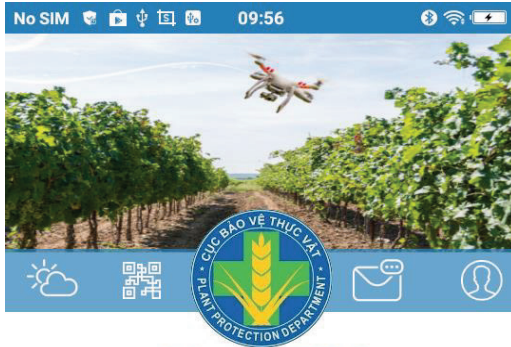 No SIM
09:56
CỤC BẢO VỆ THỰC VẬT
PLANT PROTECTION DEPARTMENT